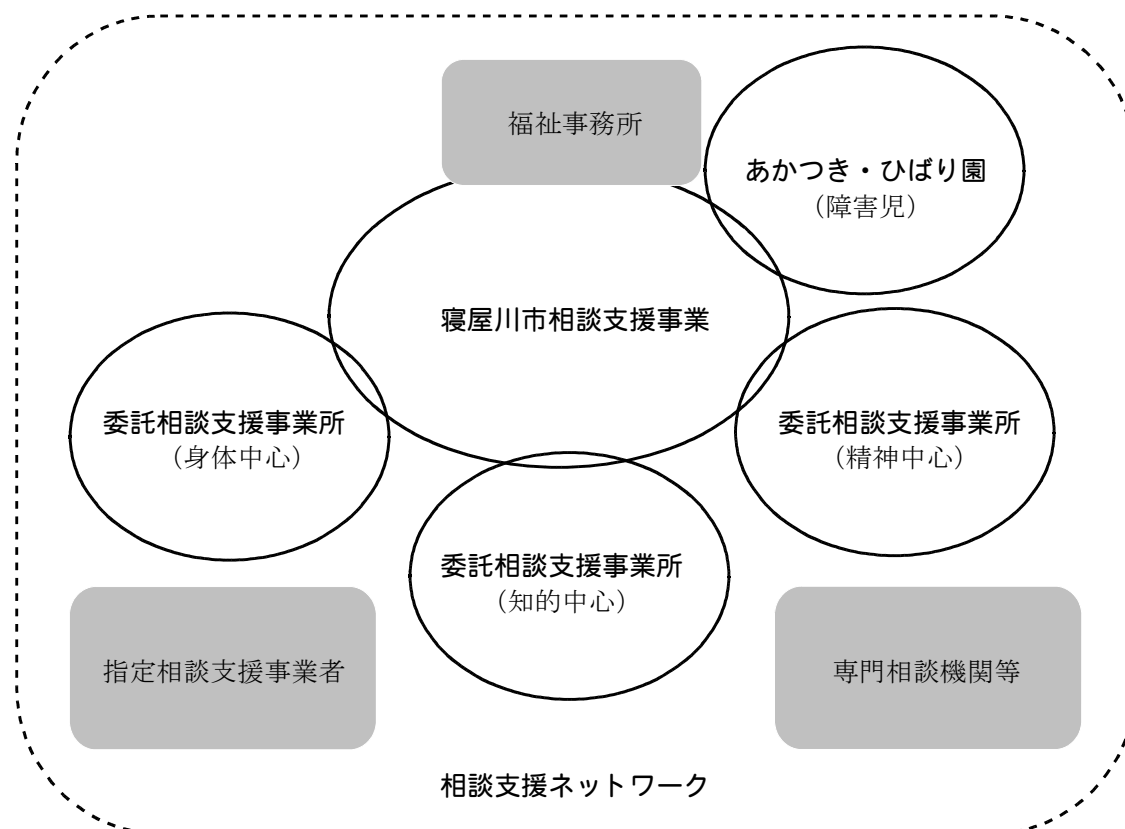 福祉事務所
あかつき・ひばり園
（障害児）
寝屋川市相談支援事業
委託相談支援事業所
（身体中心）
委託相談支援事業所
（精神中心）
委託相談支援事業所
（知的中心）
指定相談支援事業者
専門相談機関等
相談支援ネットワーク